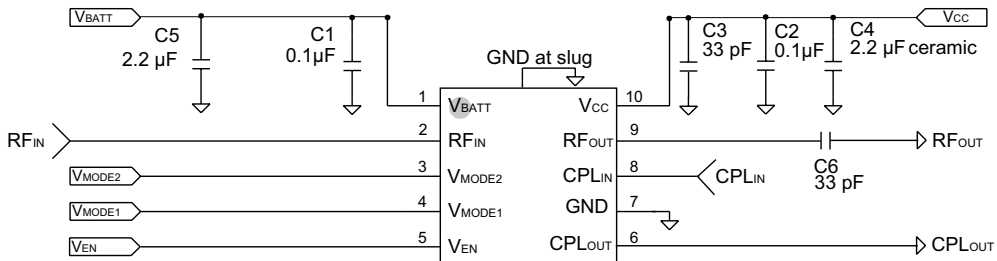 VBATT
C5
2.2 µF
C1
0.1µF
GND at slug
C3
33 pF
C2
0.1µF
C4
2.2 µF ceramic
VCC
1
VBATT
VCC
10
RFIN
2
RFIN
RFOUT
9
C6
33 pF
RFOUT
VMODE2
3
VMODE2
CPLIN
8
CPLIN
VMODE1
4
VMODE1
GND
7
VEN
5
VEN
CPLOUT
6
CPLOUT